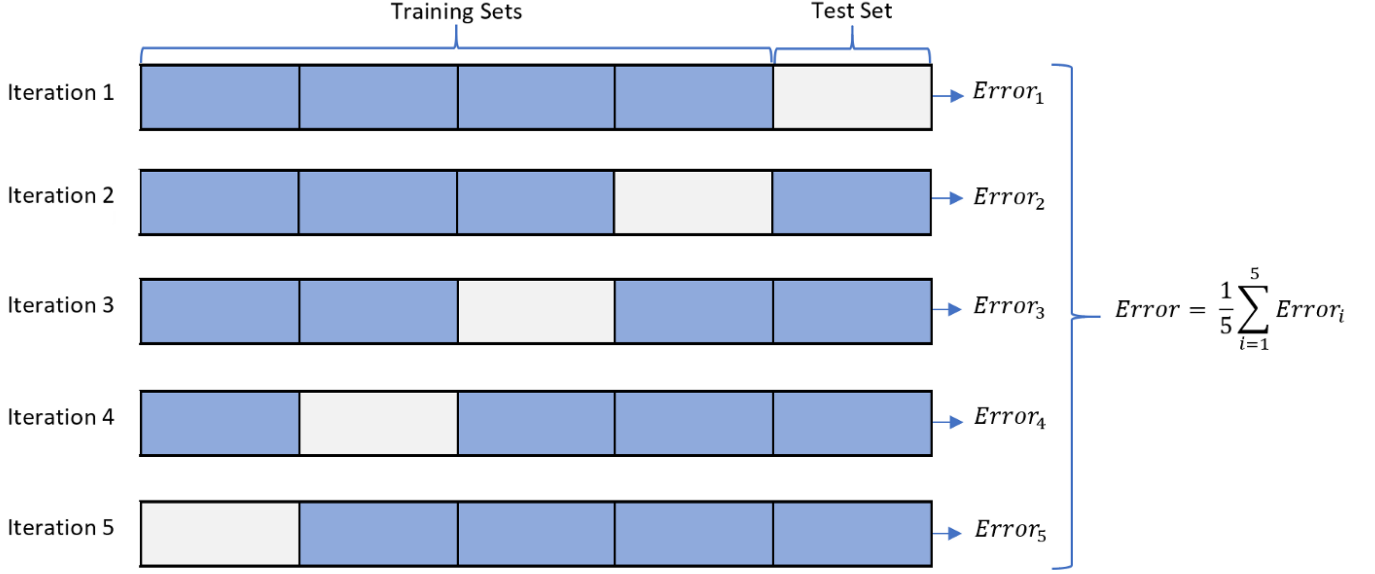 Training Sets
Test Set
Iteration 1
Error₁
Iteration 2
Error₂
Iteration 3
Error₃
Error = 1/5 ∑_{i=1}^{5} Errorᵢ
Iteration 4
Error₄
Iteration 5
Error₅